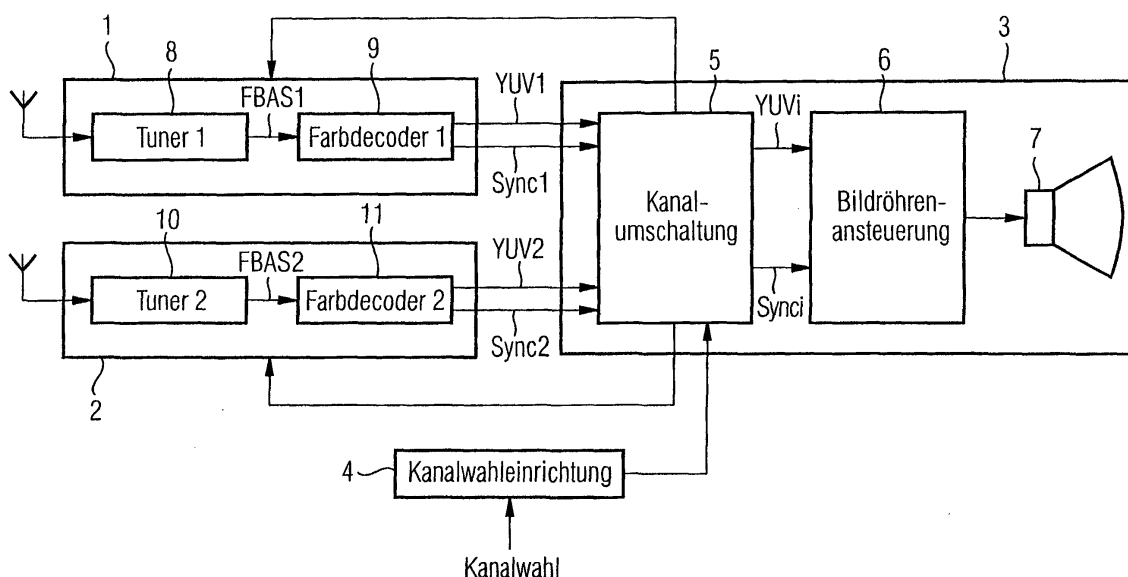 1
8
9
3
FBAS1
YUV1
5
6
YUVi
Tuner 1
Farbdecoder 1
Sync1
7
Kanal-
umschaltung
Bildröhren-
ansteuerung
10
11
FBAS2
YUV2
Tuner 2
Farbdecoder 2
Synci
Sync2
2
4
Kanalwahleinrichtung
Kanalwahl